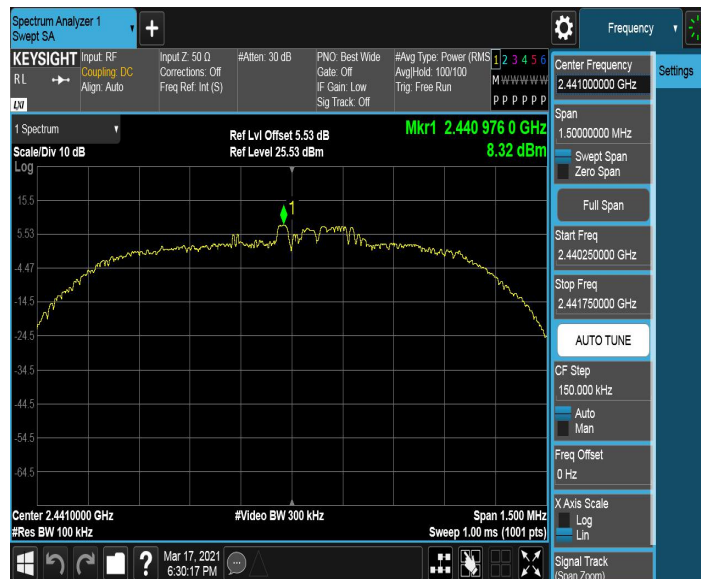 Spectrum Analyzer 1
Swept SA
+
Frequency
KEYSIGHT
RL
LXI
Input: RF
Coupling: DC
Align: Auto
Input Z: 50 Ω
Corrections: Off
Freq Ref: Int (S)
#Atten: 30 dB
PNO: Best Wide
Gate: Off
IF Gain: Low
Sig Track: Off
#Avg Type: Power (RMS
Avg|Hold: 100/100
Trig: Free Run
1 2 3 4 5 6
M W W W W W
P P P P P P
Settings
1 Spectrum
Scale/Div 10 dB
Log
Ref Lvl Offset 5.53 dB
Ref Level 25.53 dBm
Mkr1 2.440 976 0 GHz
8.32 dBm
1
15.5
5.53
-4.47
-14.5
-24.5
-34.5
-44.5
-54.5
-64.5
Center 2.4410000 GHz
#Res BW 100 kHz
#Video BW 300 kHz
Span 1.500 MHz
Sweep 1.00 ms (1001 pts)
Center Frequency
2.441000000 GHz
Span
1.50000000 MHz
Swept Span
Zero Span
Full Span
Start Freq
2.440250000 GHz
Stop Freq
2.441750000 GHz
AUTO TUNE
CF Step
150.000 kHz
Auto
Man
Freq Offset
0 Hz
X Axis Scale
Log
Lin
Signal Track
(Span Zoom)
?
Mar 17, 2021
6:30:17 PM